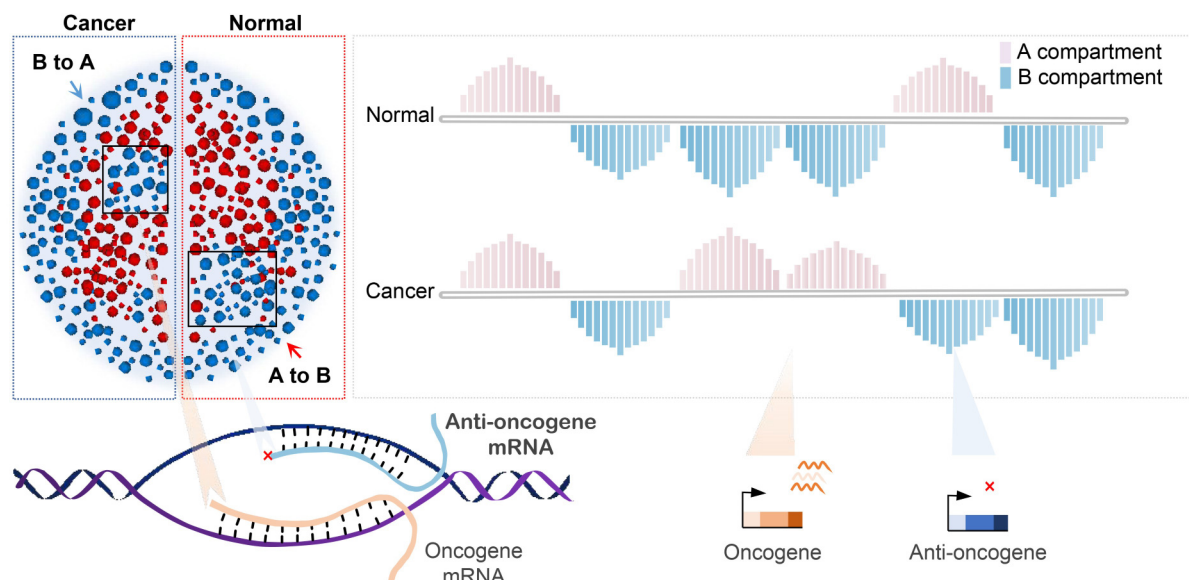 Cancer
Normal
B to A
A to B
A compartment
B compartment
Normal
Cancer
Anti-oncogene
mRNA
Oncogene
mRNA
Oncogene
Anti-oncogene